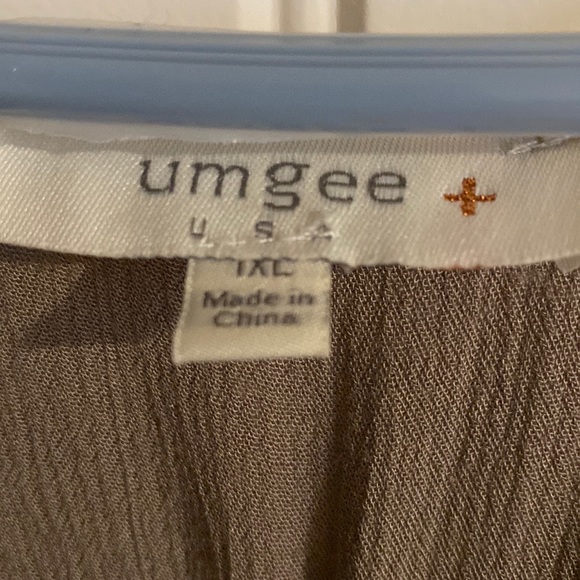 umgee +
u s a
1XL
Made in
China